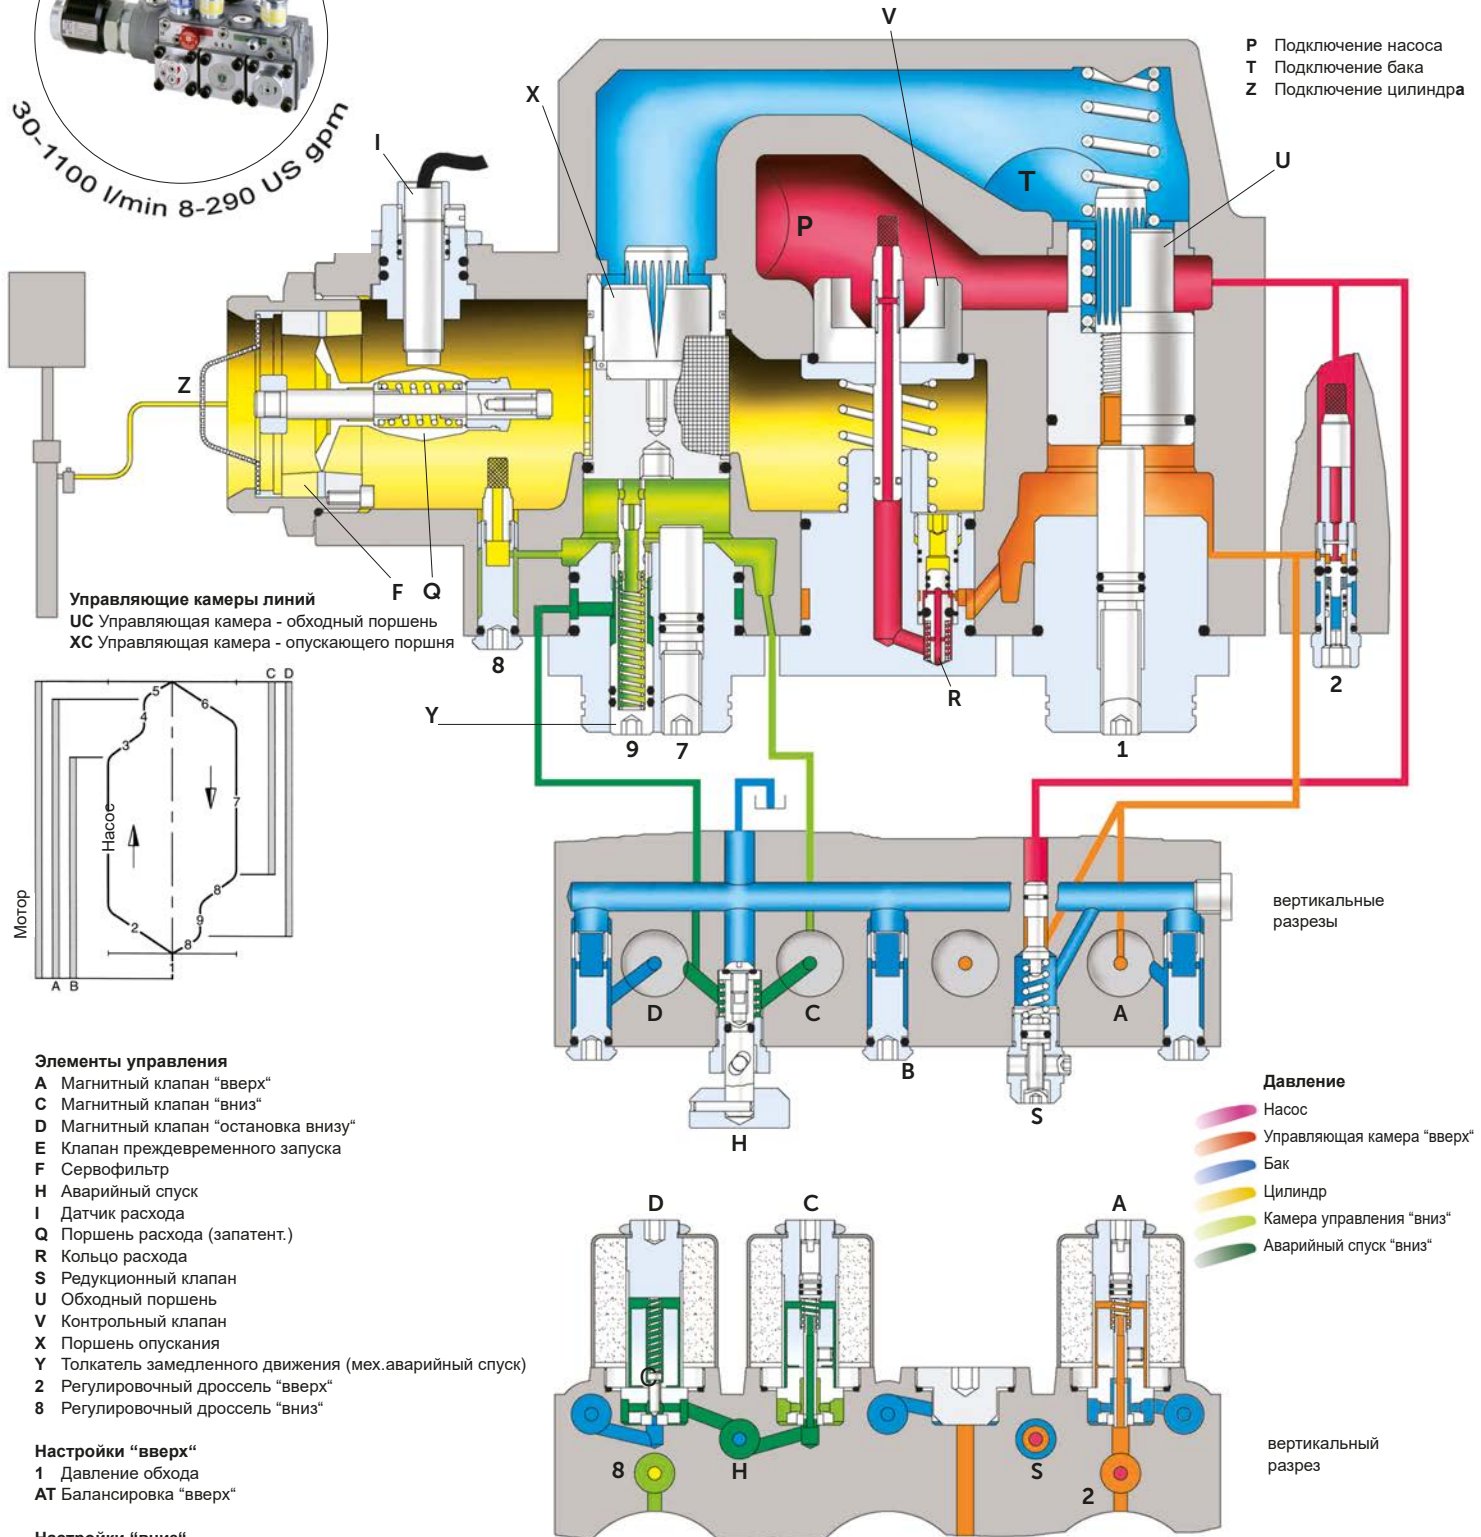 30-1100 l/min 8-290 US gpm
V
P Подключение насоса
T Подключение бака
Z Подключение цилиндра
X
I
U
T
P
Z
F Q
Управляющие камеры линий
UC Управляющая камера - обходный поршень
XC Управляющая камера - опускающего поршня
8
R
2
Y
9 7
1
C D
5
6
4
3
Насос
7
Мотор
8
2
9
8
A B
вертикальные
разрезы
D
C
A
B
S
H
Элементы управления
A Магнитный клапан “вверх“
C Магнитный клапан “вниз“
D Магнитный клапан “остановка внизу“
E Клапан преждевременного запуска
F Сервофильтр
H Аварийный спуск
I Датчик расхода
Q Поршень расхода (запатент.)
R Кольцо расхода
S Редукционный клапан
U Обходный поршень
V Контрольный клапан
X Поршень опускания
Y Толкатель замедленного движения (мех.аварийный спуск)
2 Регулировочный дроссель “вверх“
8 Регулировочный дроссель “вниз“
Давление
Насос
Управляющая камера “вверх“
Бак
Цилиндр
Камера управления “вниз“
Аварийный спуск “вниз“
D
C
A
C
8
H
S
2
вертикальный
разрез
Настройки “вверх“
1 Давление обхода
AT Балансировка “вверх“
Настройки “вниз“